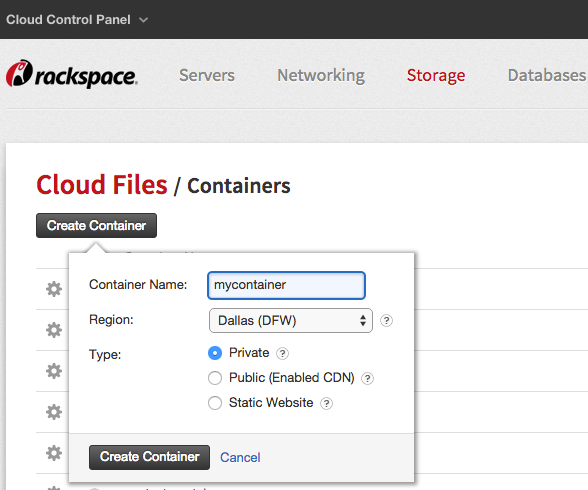 Cloud Control Panel
rackspace.
Servers Networking Storage Databases
Cloud Files / Containers
Create Container
Container Name: mycontainer
Region: Dallas (DFW) ?
Type: Private ?
Public (Enabled CDN) ?
Static Website ?
Create Container Cancel